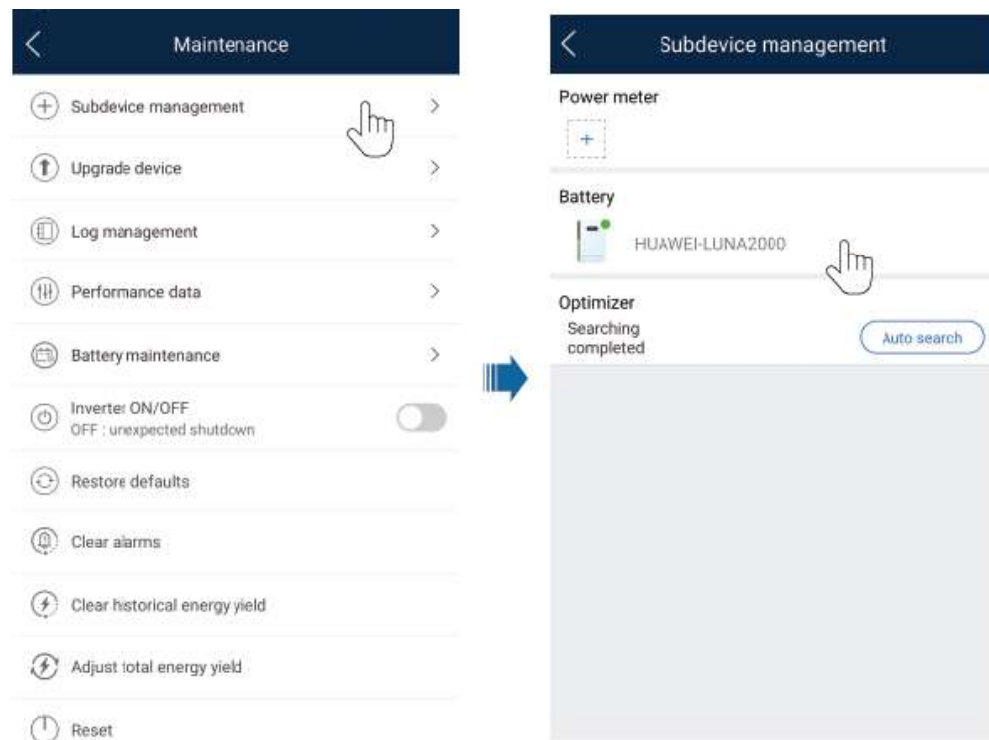 Maintenance
Subdevice management
Upgrade device
Log management
Performance data
Battery maintenance
Inverter ON/OFF
OFF : unexpected shutdown
Restore defaults
Clear alarms
Clear historical energy yield
Adjust total energy yield
Reset
Subdevice management
Power meter
+
Battery
HUAWEI-LUNA2000
Optimizer
Searching
completed
Auto search